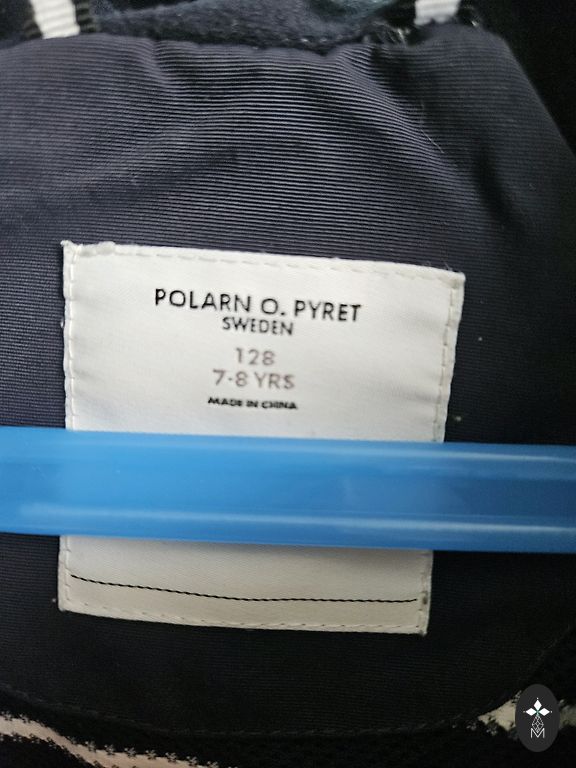 POLARN O. PYRET
SWEDEN
128
7-8 YRS
MADE IN CHINA
M